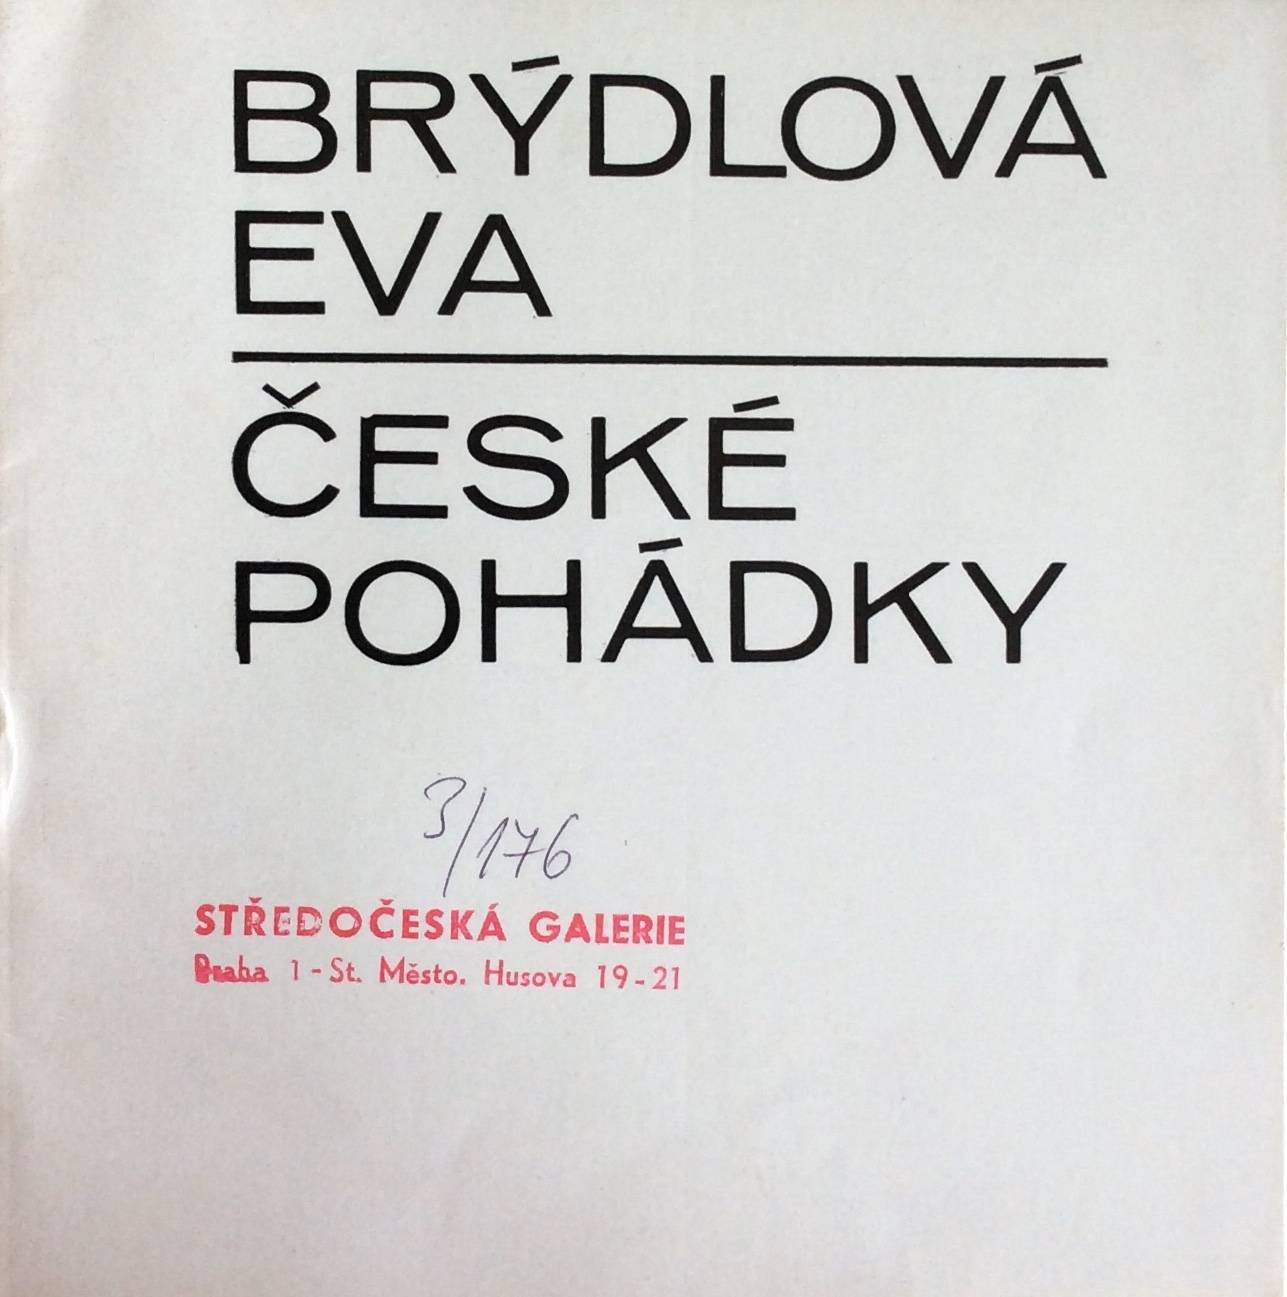 BRÝDLOVÁ
EVA
ČESKÉ
POHÁDKY
3/176
STŘEDOČESKÁ GALERIE
Praha 1 - St. Město. Husova 19 - 21